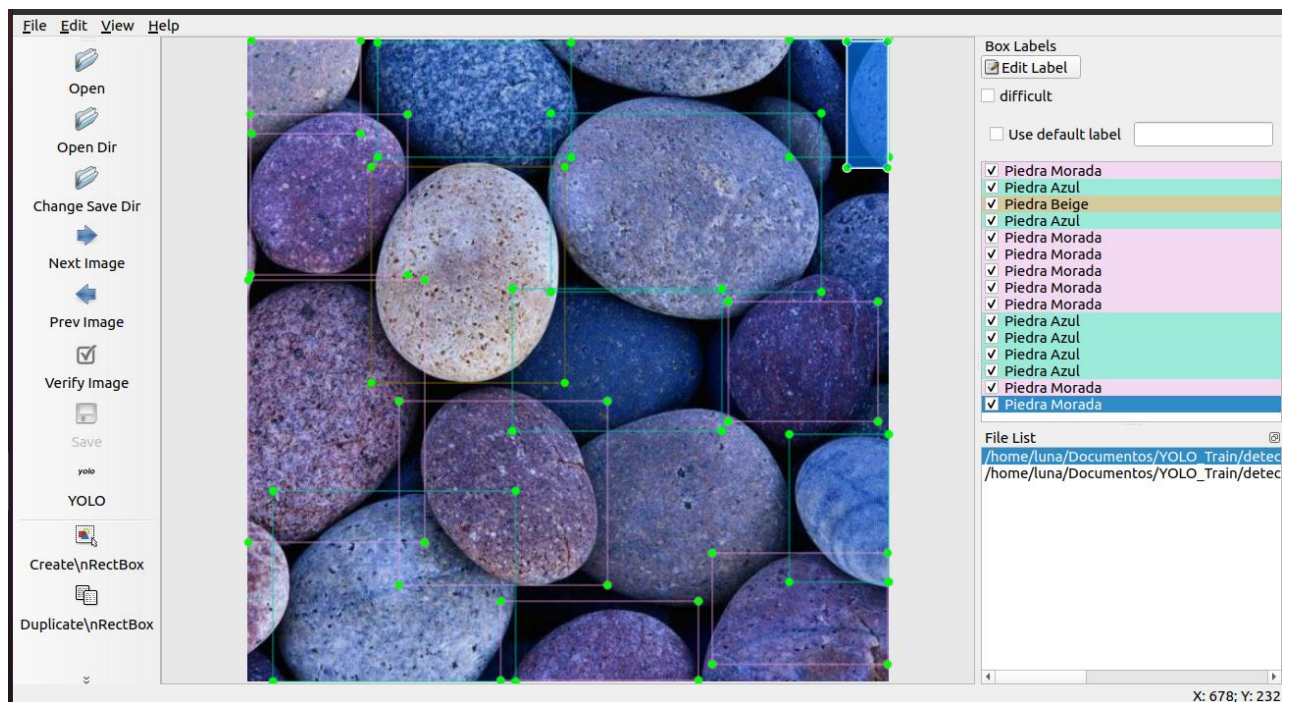 File Edit View Help
Open
Open Dir
Change Save Dir
Next Image
Prev Image
Verify Image
Save
yolo
YOLO
Create\nRectBox
Duplicate\nRectBox
Box Labels
Edit Label
difficult
Use default label
Piedra Morada
Piedra Azul
Piedra Beige
Piedra Azul
Piedra Morada
Piedra Morada
Piedra Morada
Piedra Morada
Piedra Morada
Piedra Azul
Piedra Azul
Piedra Azul
Piedra Azul
Piedra Morada
Piedra Morada
File List
/home/luna/Documentos/YOLO_Train/detec
/home/luna/Documentos/YOLO_Train/detec
X: 678; Y: 232